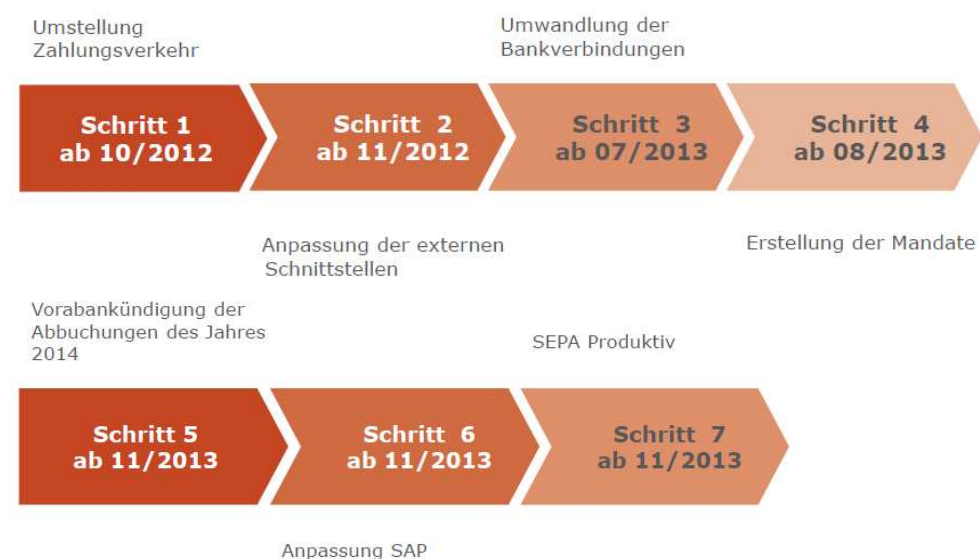 Umstellung
Zahlungsverkehr
Umwandlung der
Bankverbindungen
Schritt 1
ab 10/2012
Schritt 2
ab 11/2012
Schritt 3
ab 07/2013
Schritt 4
ab 08/2013
Anpassung der externen
Schnittstellen
Erstellung der Mandate
Vorabankündigung der
Abbuchungen des Jahres
2014
SEPA Produktiv
Schritt 5
ab 11/2013
Schritt 6
ab 11/2013
Schritt 7
ab 11/2013
Anpassung SAP